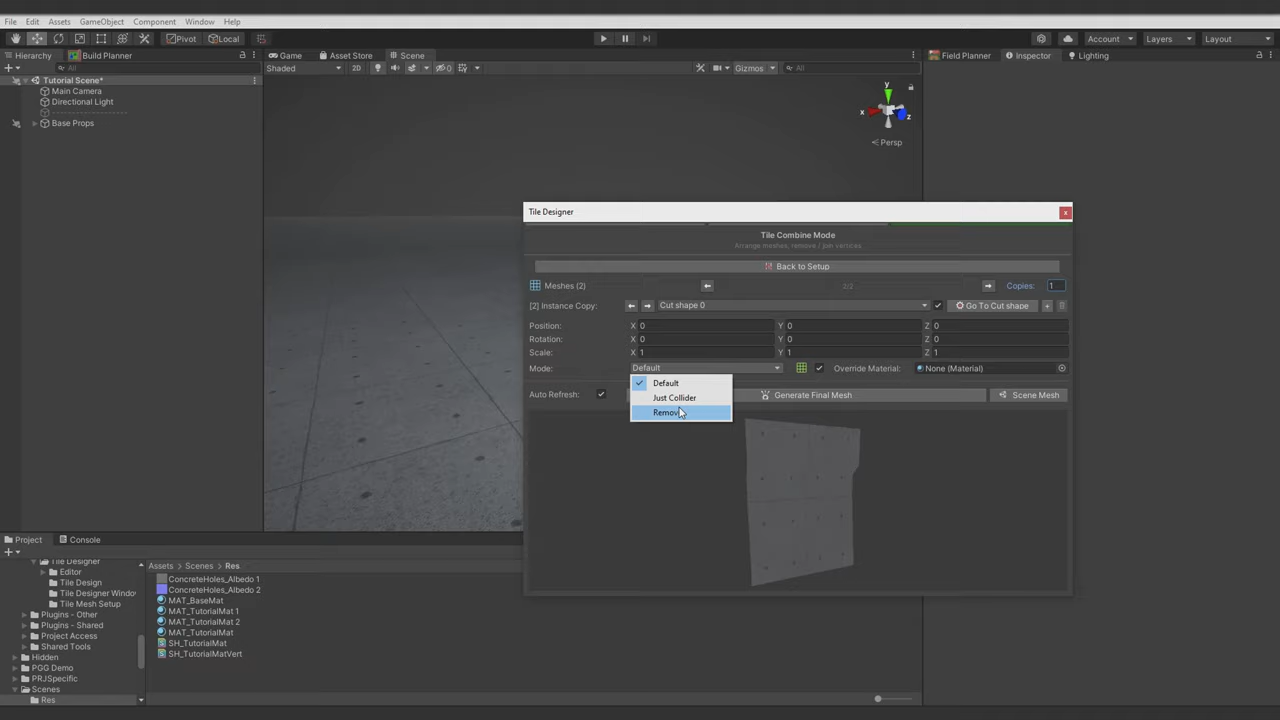 File Edit Assets GameObject Component Window Help
Pivot Local Account Layers Layout
Hierarchy Build Planner Game Asset Store Scene Field Planner Inspector Lighting
All Shaded 2D 0 Gizmos All
Tutorial Scene*
Main Camera
Directional Light
--------------------
Base Props
y
x z
Persp
Tile Designer x
Tile Combine Mode
Arrange meshes, remove / join vertices
Back to Setup
Meshes (2) 2/2 Copies: 1
[2] Instance Copy: Cut shape 0 Go To Cut shape +
Position: X 0 Y 0 Z 0
Rotation: X 0 Y 0 Z 0
Scale: X 1 Y 1 Z 1
Mode: Default Override Material: None (Material)
Default
Just Collider
Remove
Auto Refresh: Generate Final Mesh Scene Mesh
Project Console
Tile Designer
Editor
Tile Design
Tile Designer Windo
Tile Mesh Setup
Plugins - Other
Plugins - Shared
Project Access
Shared Tools
Hidden
PGG Demo
PRJSpecific
Scenes
Res
Assets Scenes Res
ConcreteHoles_Albedo 1
ConcreteHoles_Albedo 2
MAT_BaseMat
MAT_TutorialMat 1
MAT_TutorialMat 2
MAT_TutorialMat
SH_TutorialMat
SH_TutorialMatVert